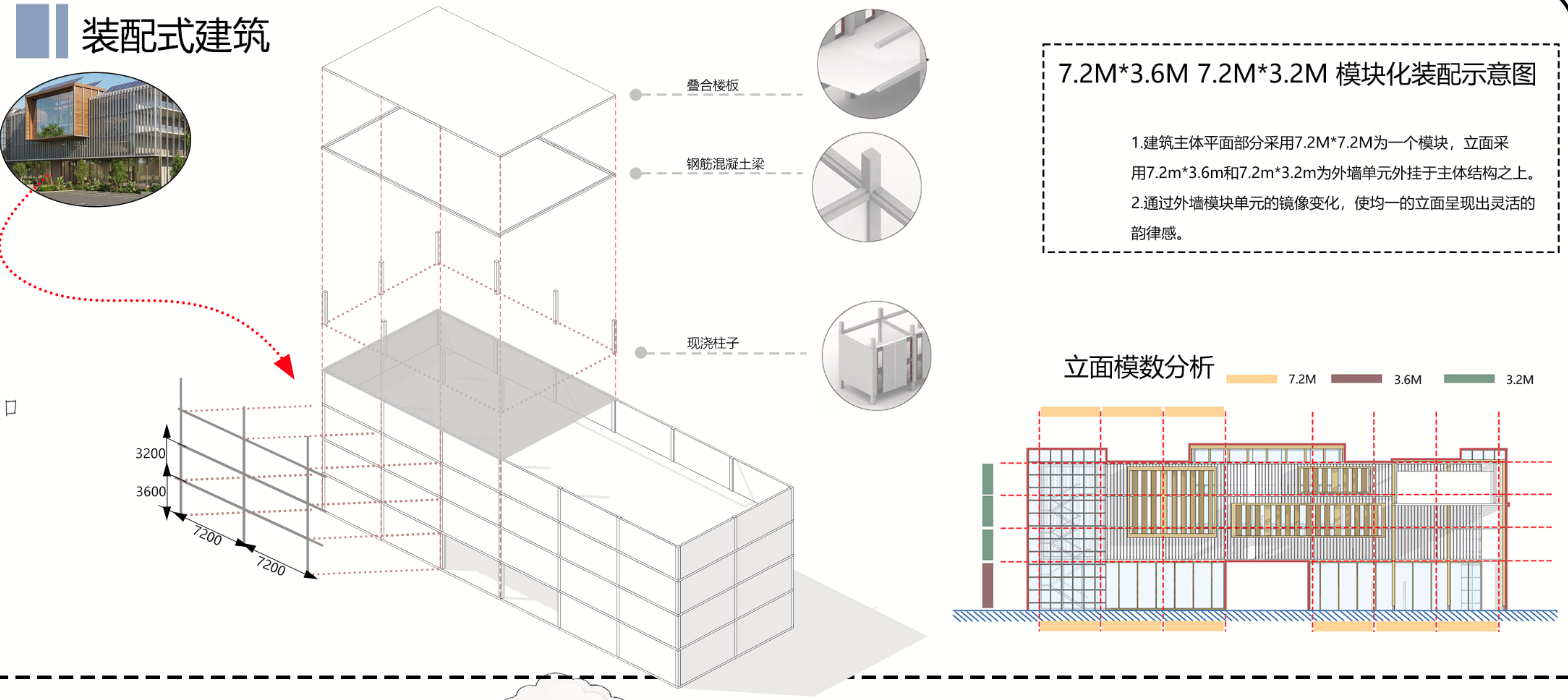 装配式建筑
叠合楼板
钢筋混凝土梁
现浇柱子
3200
3600
7200
7200
7.2M*3.6M 7.2M*3.2M 模块化装配示意图
1.建筑主体平面部分采用7.2M*7.2M为一个模块，立面采
用7.2m*3.6m和7.2m*3.2m为外墙单元外挂于主体结构之上。
2.通过外墙模块单元的镜像变化，使均一的立面呈现出灵活的
韵律感。
立面模数分析
7.2M
3.6M
3.2M